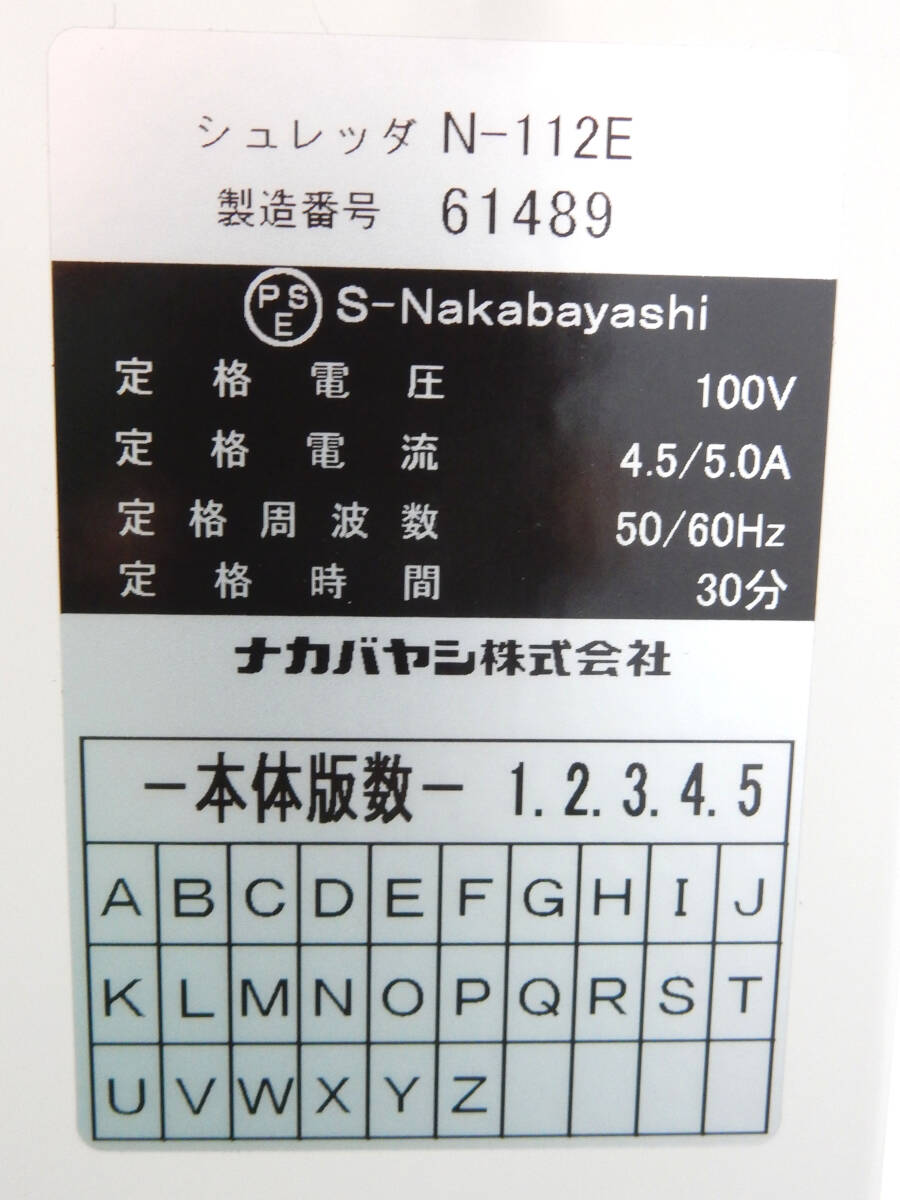 シュレッダ N-112E
製造番号 61489
PSE S-Nakabayashi
定格電圧 100V
定格電流 4.5/5.0A
定格周波数 50/60Hz
定格時間 30分
ナカバヤシ株式会社
-本体版数- 1.2.3.4.5
A B C D E F G H I J
K L M N O P Q R S T
U V W X Y Z